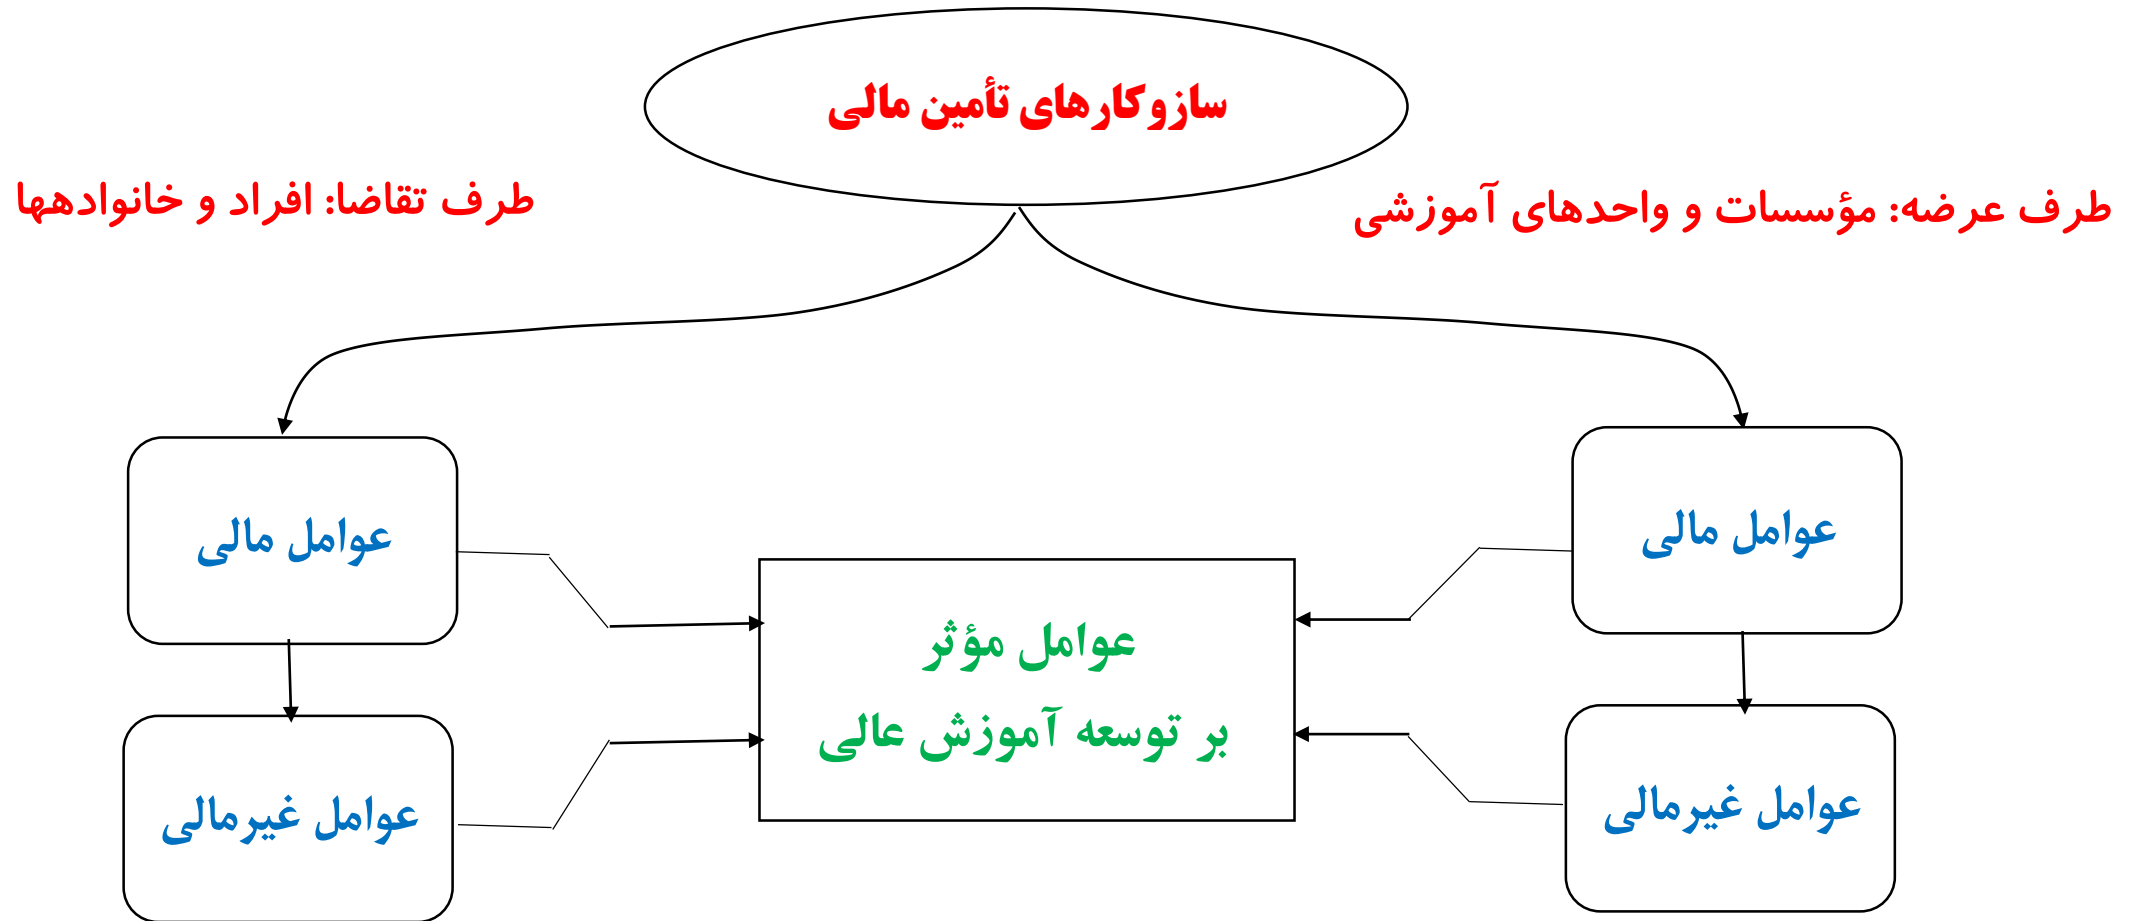 سازوکارهای تأمین مالی
طرف عرضه: مؤسسات و واحدهای آموزشی
طرف تقاضا: افراد و خانوادهها
عوامل مالی
عوامل مالی
عوامل مؤثر
بر توسعه آموزش عالی
عوامل غیرمالی
عوامل غیرمالی